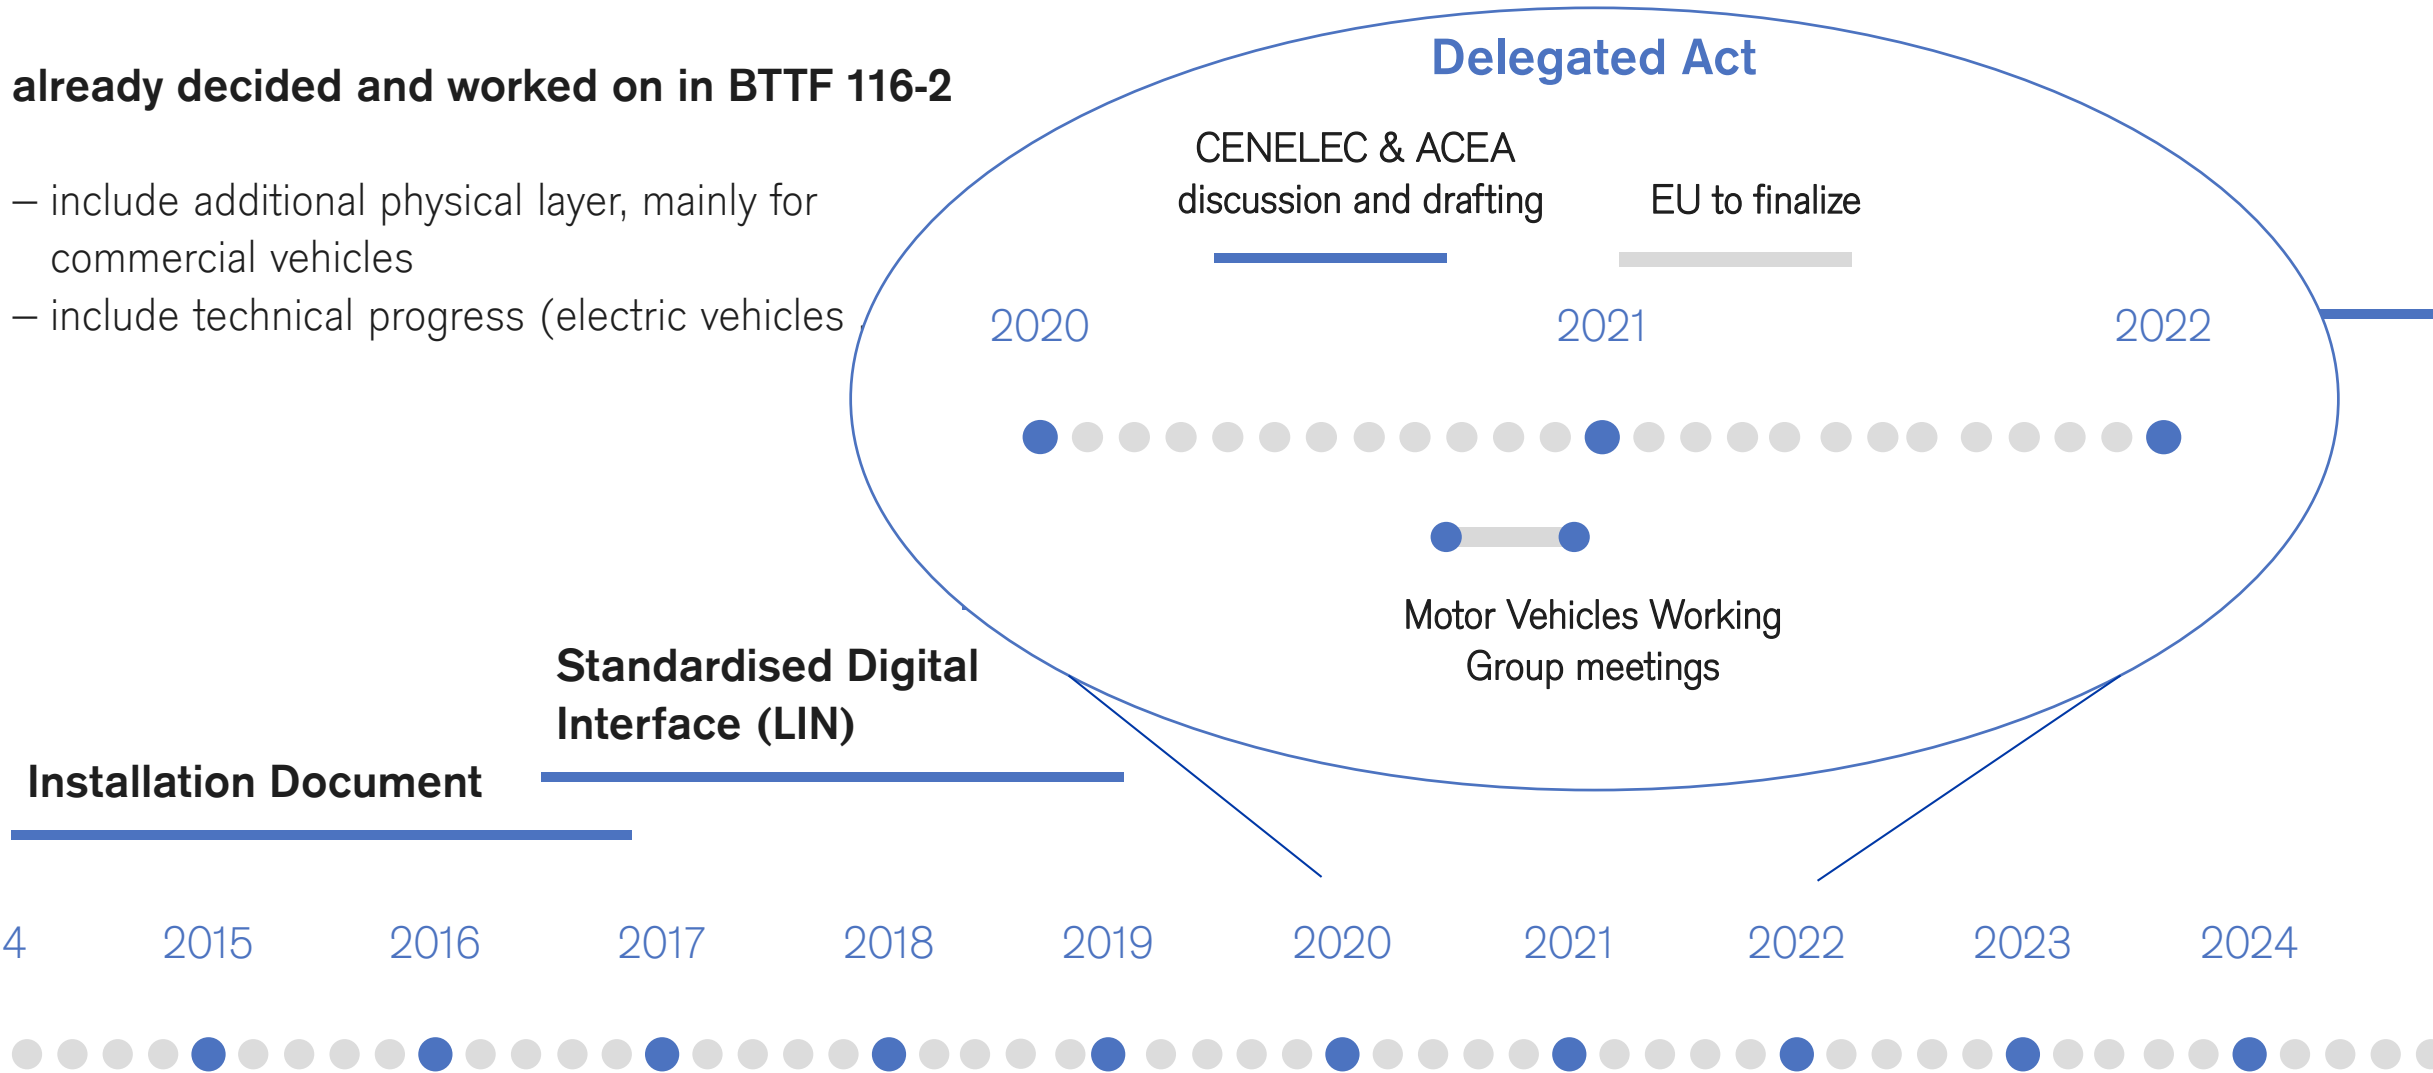 already decided and worked on in BTTF 116-2
– include additional physical layer, mainly for
commercial vehicles
– include technical progress (electric vehicles
Delegated Act
CENELEC & ACEA
discussion and drafting
EU to finalize
2020
2021
2022
Motor Vehicles Working
Group meetings
Standardised Digital
Interface (LIN)
Installation Document
4
2015
2016
2017
2018
2019
2020
2021
2022
2023
2024